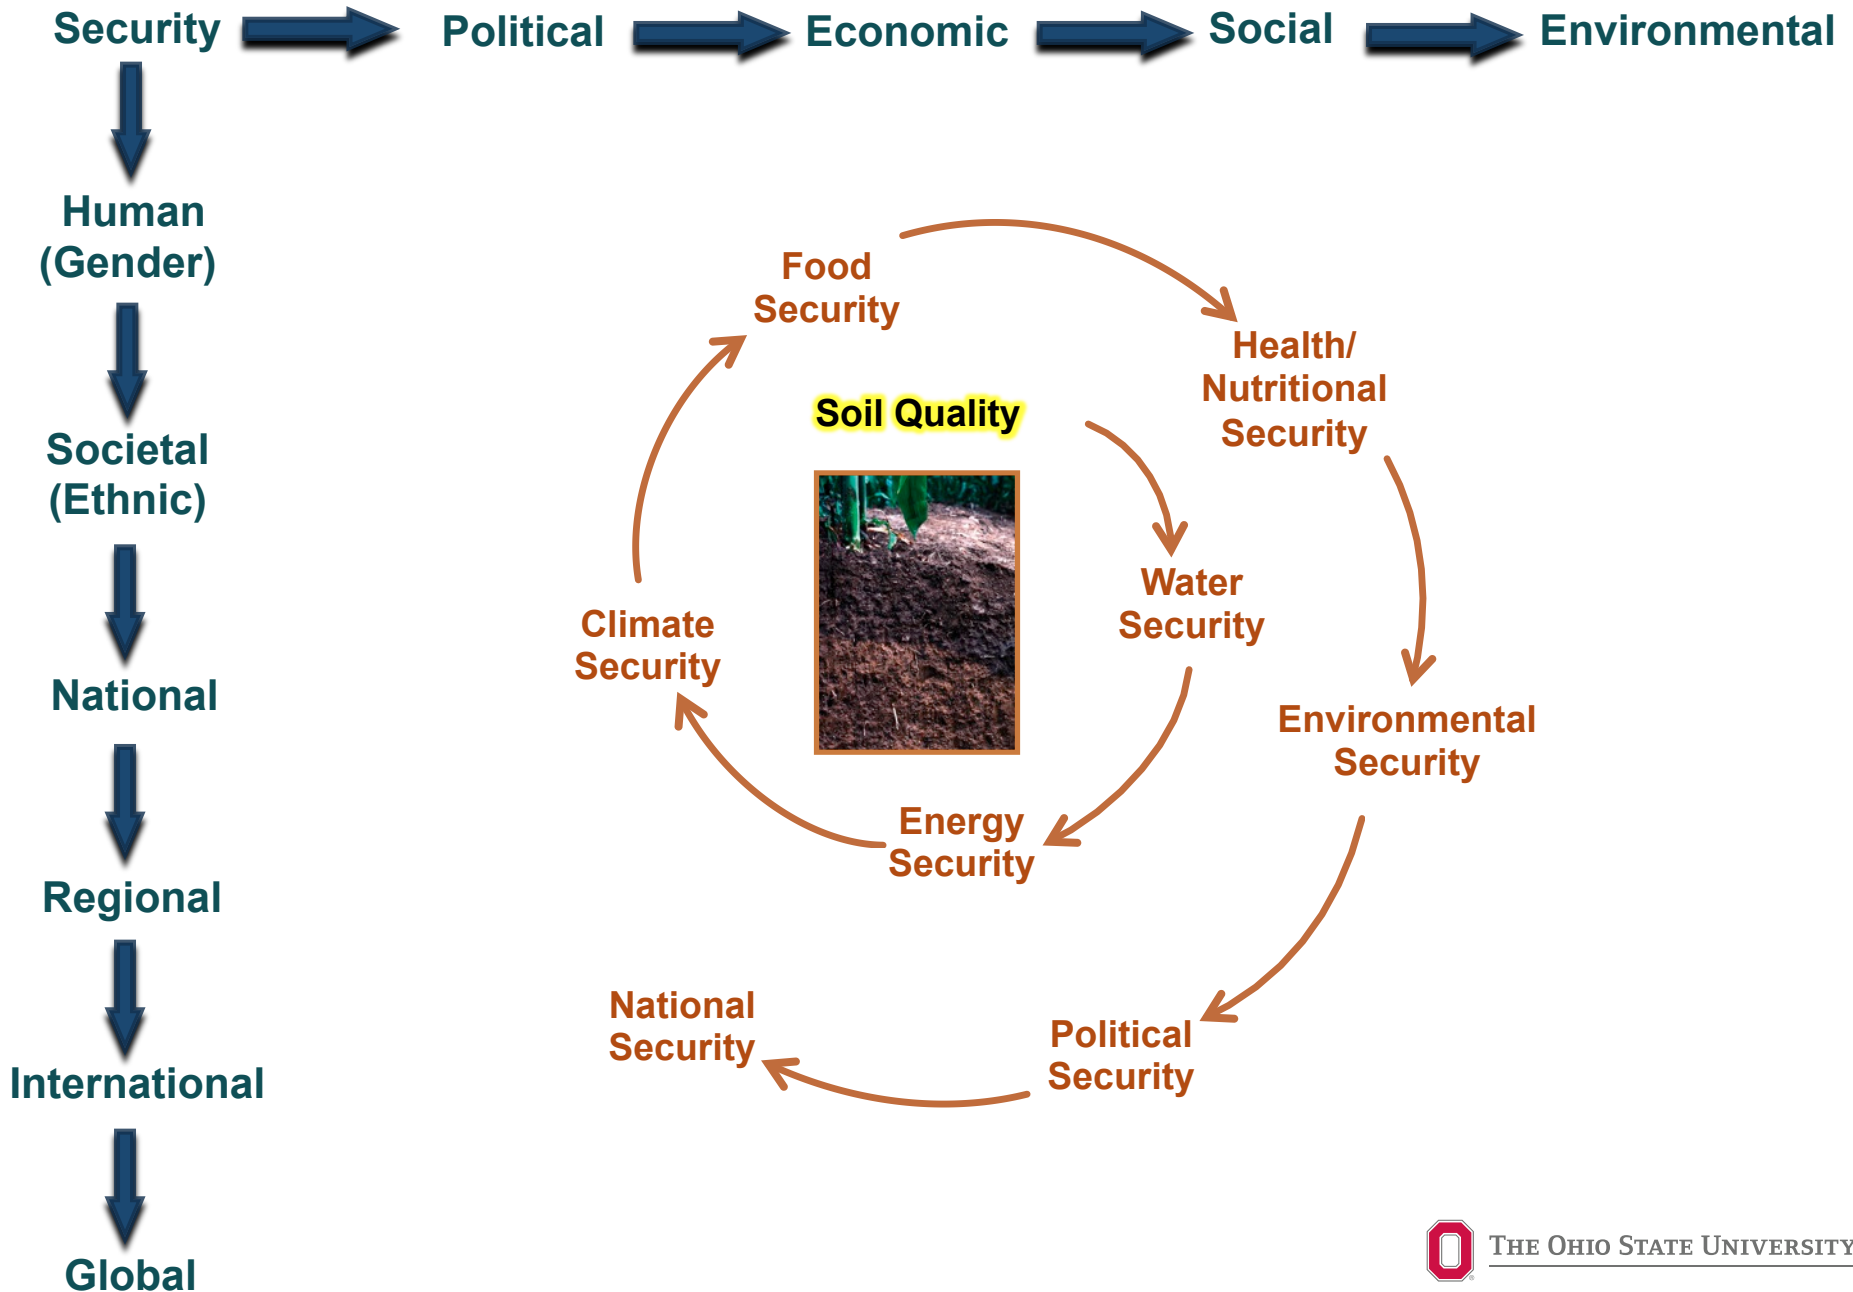 Security
Political
Economic
Social
Environmental
Human
(Gender)
Societal
(Ethnic)
National
Regional
International
Global
Soil Quality
Water
Security
Energy
Security
Climate
Security
Food
Security
Health/
Nutritional
Security
Environmental
Security
Political
Security
National
Security
THE OHIO STATE UNIVERSITY